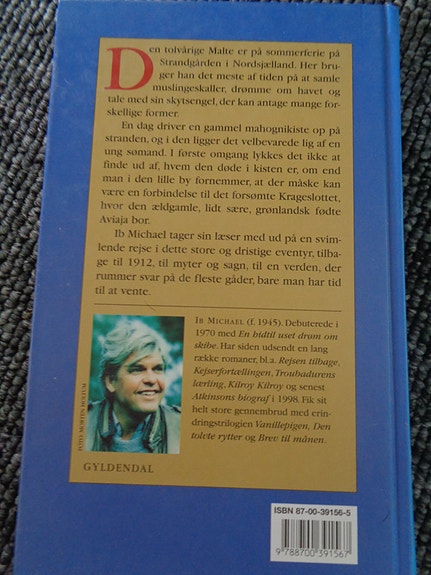 Den tolvårige Malte er på sommerferie på
Strandgården i Nordsjælland. Her bru-
ger han det meste af tiden på at samle
muslingeskaller, drømme om havet og
tale med sin skytsengel, der kan antage mange for-
skellige former.
En dag driver en gammel mahognikiste op på
stranden, og i den ligger det velbevarede lig af en
ung sømand. I første omgang lykkes det ikke at
finde ud af, hvem den døde i kisten er, om end
man i den lille by fornemmer, at der måske kan
være en forbindelse til det forsømte Krageslottet,
hvor den ældgamle, lidt sære, grønlandsk fødte
Aviaja bor.
Ib Michael tager sin læser med ud på en svim-
lende rejse i dette store og dristige eventyr, tilba-
ge til 1912, til myter og sagn, til en verden, der
rummer svar på de fleste gåder, bare man har tid
til at vente.
IB MICHAEL (f. 1945). Debuterede i
1970 med En hidtil uset drøm om
skibe. Har siden udsendt en lang
række romaner, bl.a. Rejsen tilbage,
Kejserfortællingen, Troubadurens
lærling, Kilroy Kilroy og senest
Atkinsons biograf i 1998. Fik sit
helt store gennembrud med erin-
dringstrilogien Vanillepigen, Den
tolvte rytter og Brev til månen.
FOTO: MORTEN HOLTUM
GYLDENDAL
ISBN 87-00-39156-5
9788700391567